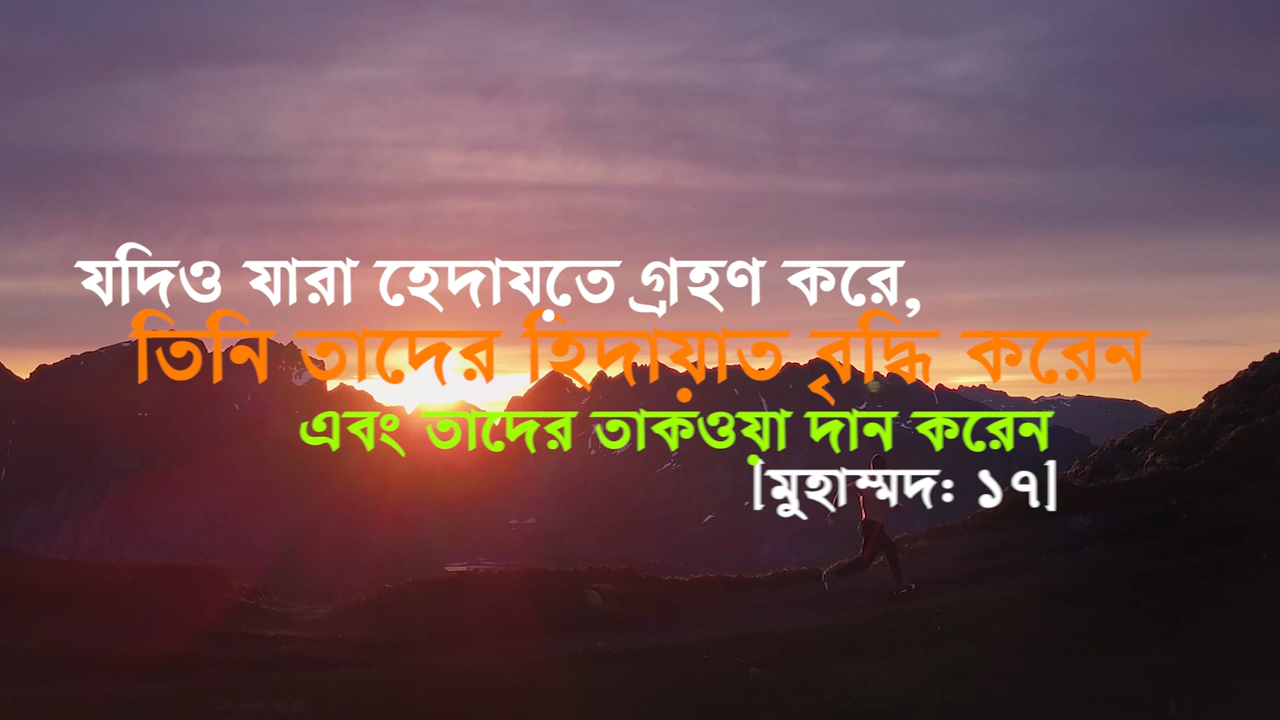 যদিও যারা হেদায়তে গ্রহণ করে,
তিনি তাদের হিদায়াত বৃদ্ধি করেন
এবং তাদের তাকওয়া দান করেন
[মুহাম্মদ: ১৭]